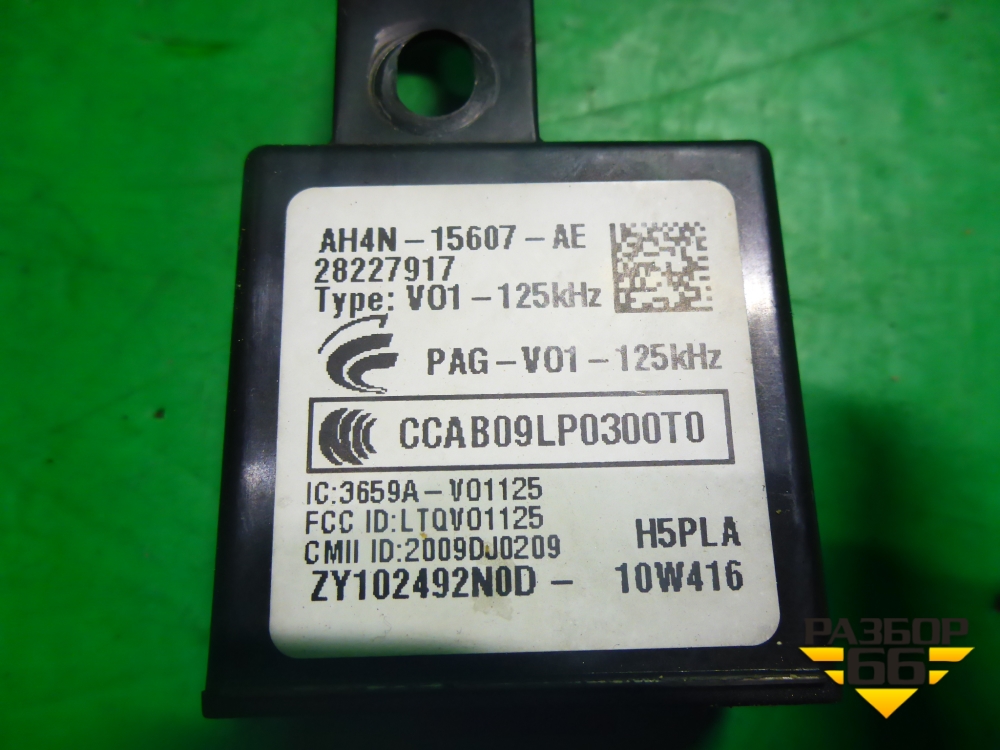 AH4N-15607-AE
28227917
Type: V01-125kHz
PAG-V01-125kHz
CCAB09LP0300T0
IC:3659A-V01125
FCC ID:LTQV01125
CMII ID:2009DJ0209
H5PLA
ZY102492N0D - 10W416
РАЗБОР
66